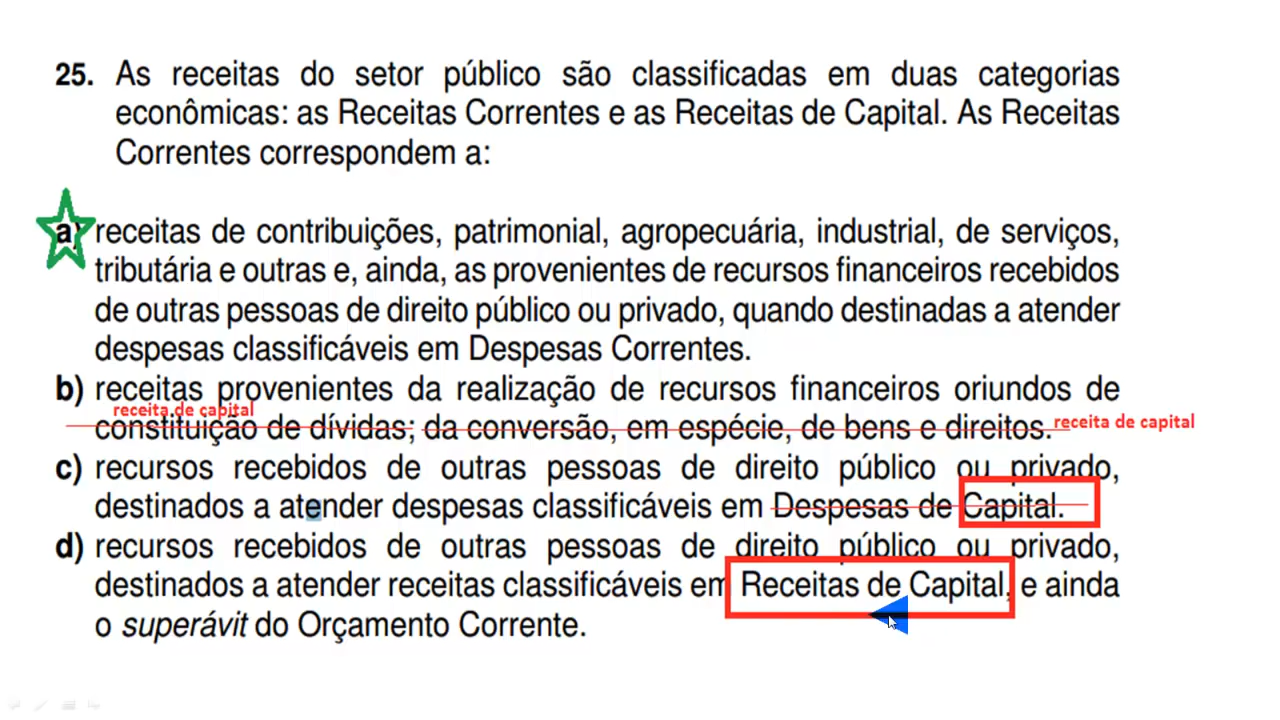 25. As receitas do setor público são classificadas em duas categorias
econômicas: as Receitas Correntes e as Receitas de Capital. As Receitas
Correntes correspondem a:
a) receitas de contribuições, patrimonial, agropecuária, industrial, de serviços,
tributária e outras e, ainda, as provenientes de recursos financeiros recebidos
de outras pessoas de direito público ou privado, quando destinadas a atender
despesas classificáveis em Despesas Correntes.
b) receitas provenientes da realização de recursos financeiros oriundos de
receita de capital
constituição de dívidas; da conversão, em espécie, de bens e direitos. receita de capital
c) recursos recebidos de outras pessoas de direito público ou privado,
destinados a atender despesas classificáveis em Despesas de Capital.
d) recursos recebidos de outras pessoas de direito público ou privado,
destinados a atender receitas classificáveis em Receitas de Capital, e ainda
o superávit do Orçamento Corrente.